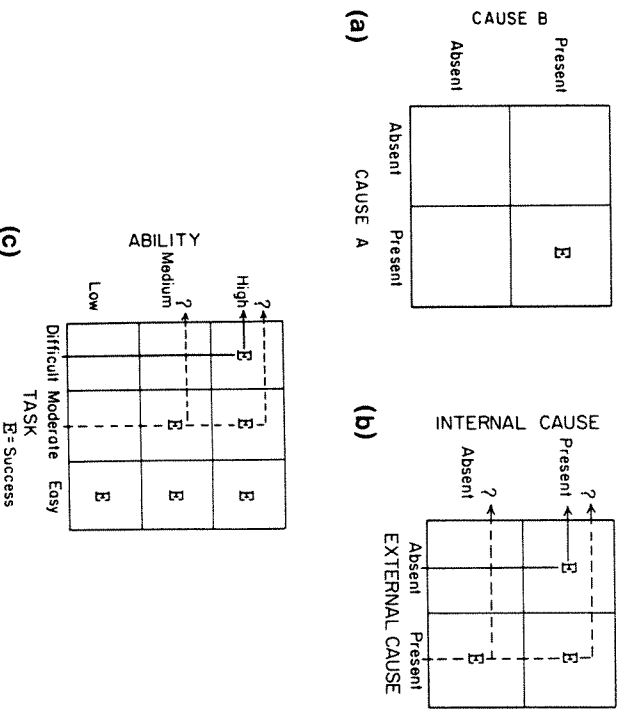 (a)
CAUSE B
Present
Absent
E
Absent
Present
CAUSE A
(b)
INTERNAL CAUSE
?
Present
?
Absent
E
E
E
Absent
Present
EXTERNAL CAUSE
(c)
ABILITY
?
High
?
Medium
Low
E
E
E
E
E
E
Difficult Moderate Easy
TASK
E = Success